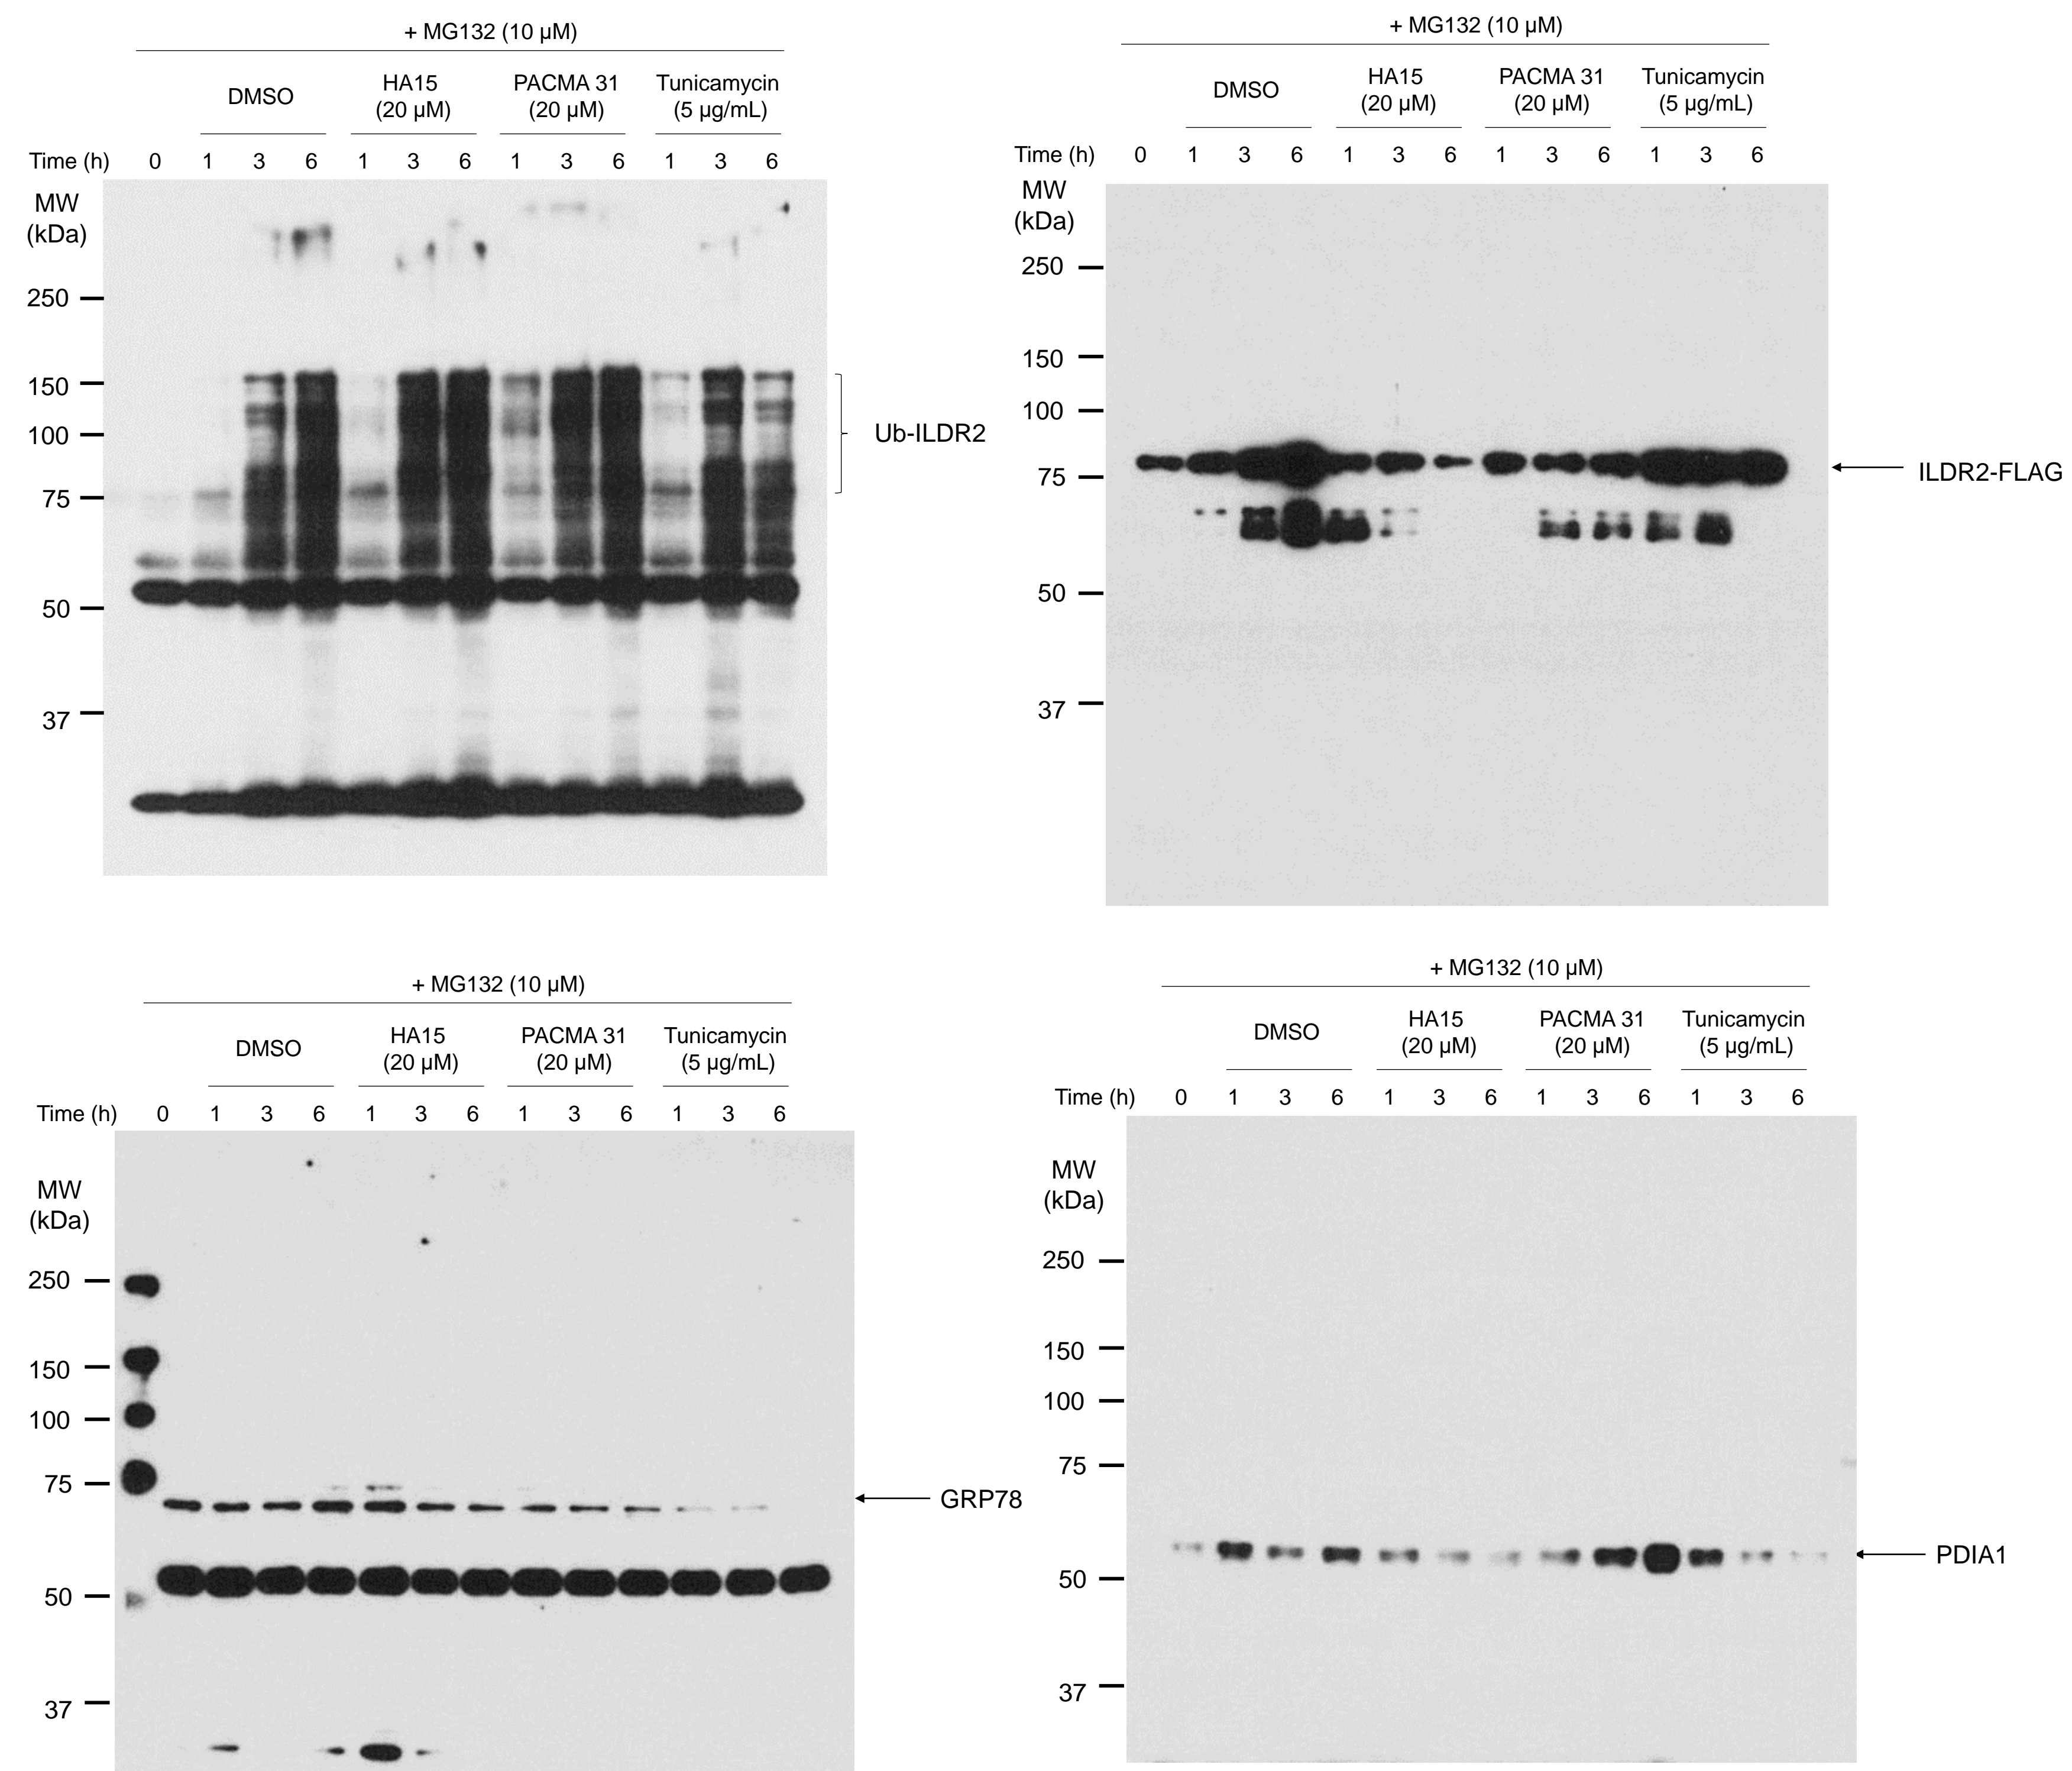 + MG132 (10 µM)
DMSO
HA15
(20 µM)
PACMA 31
(20 µM)
Tunicamycin
(5 µg/mL)
Time (h) 0 1 3 6 1 3 6 1 3 6 1 3 6
MW
(kDa)
250
150
100
75
50
37
Ub-ILDR2
+ MG132 (10 µM)
DMSO
HA15
(20 µM)
PACMA 31
(20 µM)
Tunicamycin
(5 µg/mL)
Time (h) 0 1 3 6 1 3 6 1 3 6 1 3 6
MW
(kDa)
250
150
100
75
50
37
ILDR2-FLAG
+ MG132 (10 µM)
DMSO
HA15
(20 µM)
PACMA 31
(20 µM)
Tunicamycin
(5 µg/mL)
Time (h) 0 1 3 6 1 3 6 1 3 6 1 3 6
MW
(kDa)
250
150
100
75
50
37
GRP78
+ MG132 (10 µM)
DMSO
HA15
(20 µM)
PACMA 31
(20 µM)
Tunicamycin
(5 µg/mL)
Time (h) 0 1 3 6 1 3 6 1 3 6 1 3 6
MW
(kDa)
250
150
100
75
50
37
PDIA1